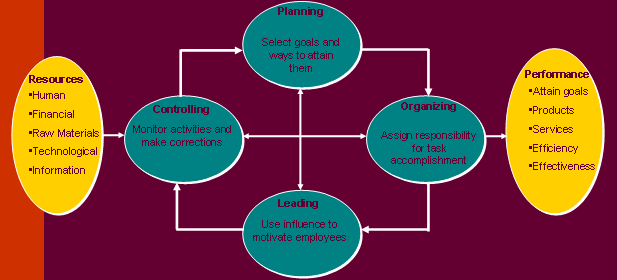 Planning
Select goals and
ways to attain
them
Resources
•Human
•Financial
•Raw Materials
•Technological
•Information
Controlling
Monitor activities and
make corrections
Organizing
Assign responsibility
for task
accomplishment
Performance
•Attain goals
•Products
•Services
•Efficiency
•Effectiveness
Leading
Use influence to
motivate employees